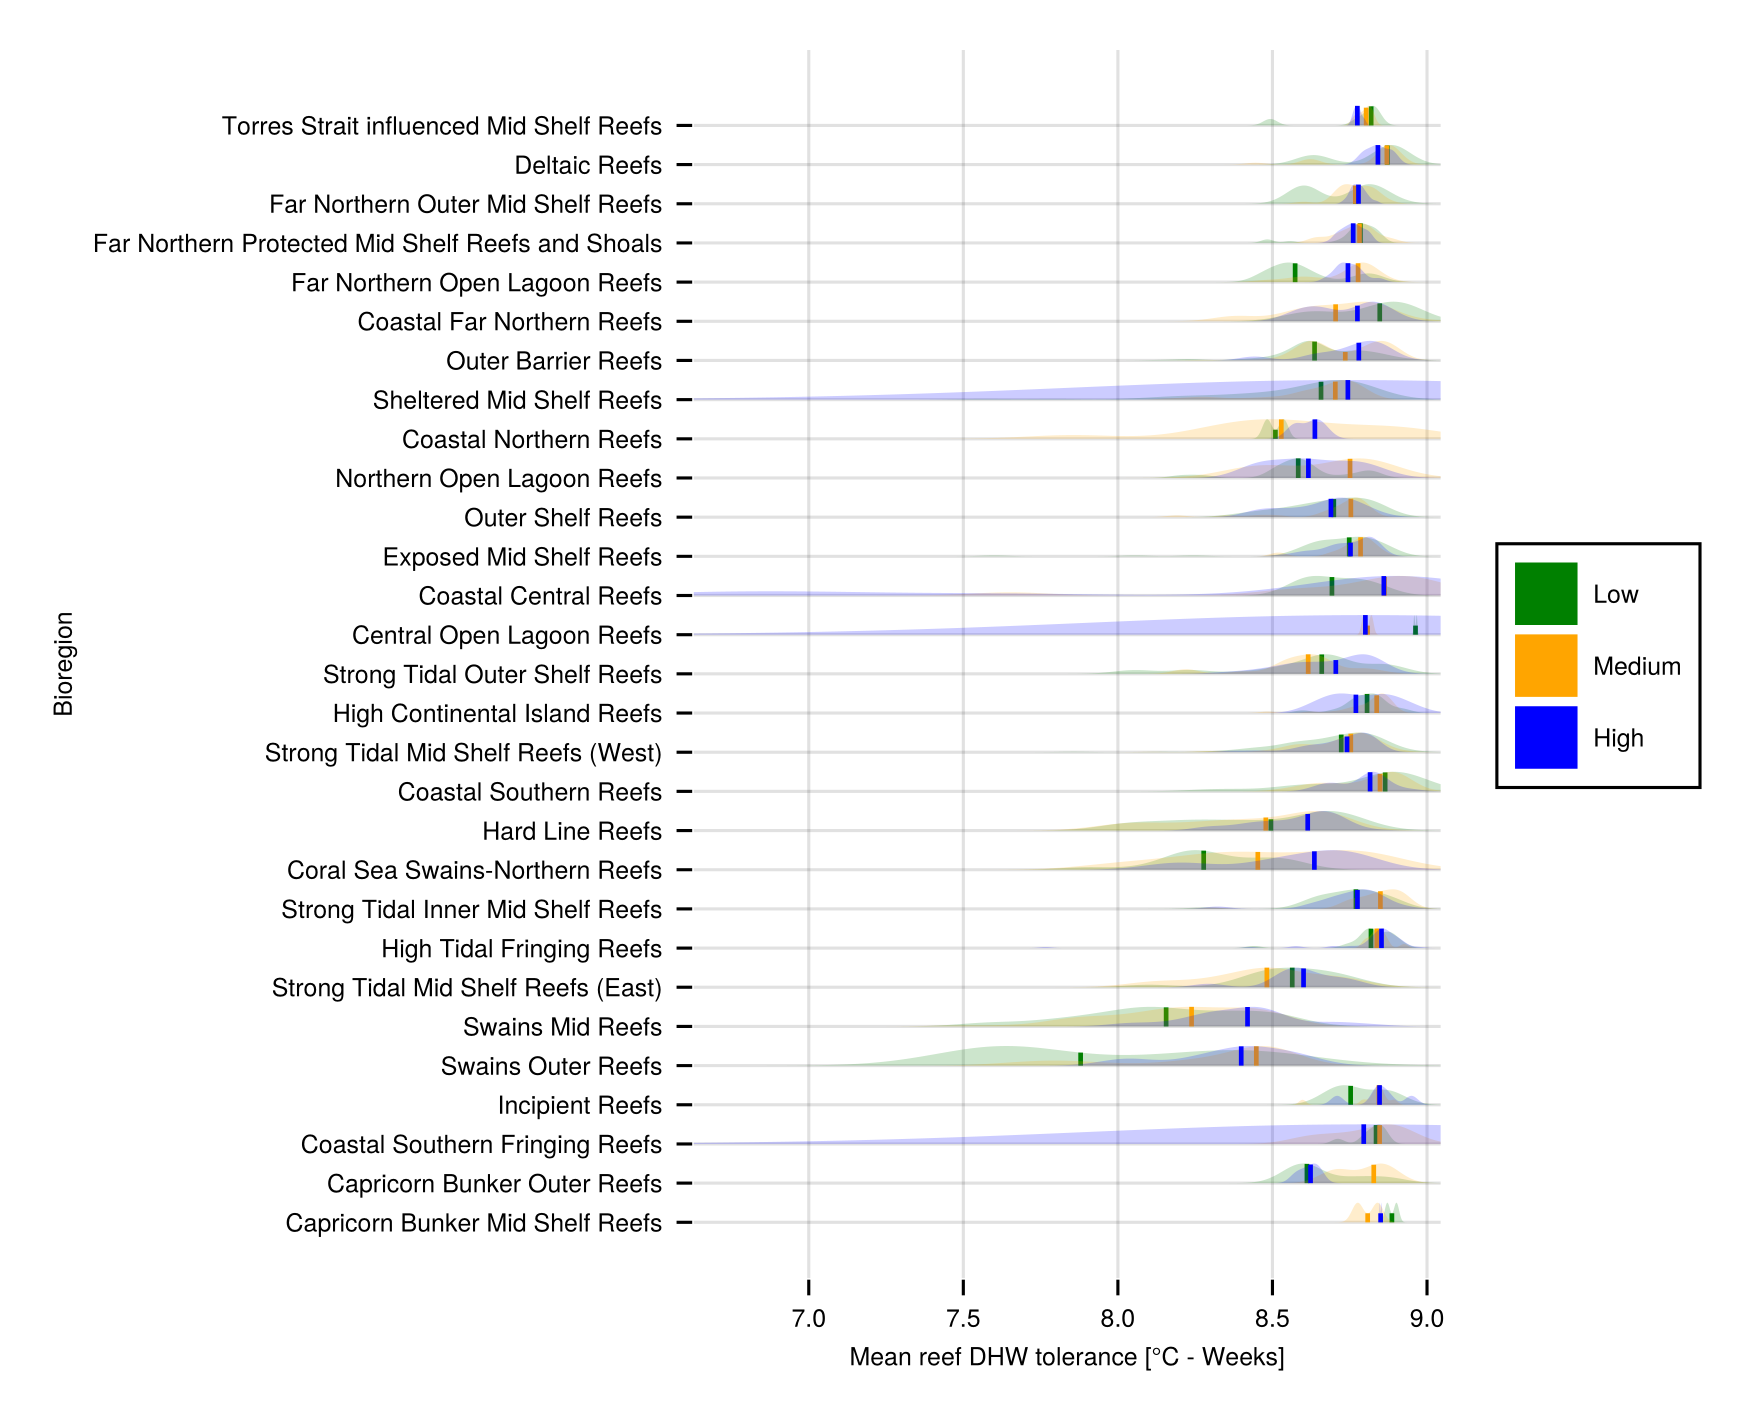 Torres Strait influenced Mid Shelf Reefs
Deltaic Reefs
Far Northern Outer Mid Shelf Reefs
Far Northern Protected Mid Shelf Reefs and Shoals
Far Northern Open Lagoon Reefs
Coastal Far Northern Reefs
Outer Barrier Reefs
Sheltered Mid Shelf Reefs
Coastal Northern Reefs
Northern Open Lagoon Reefs
Outer Shelf Reefs
Exposed Mid Shelf Reefs
Coastal Central Reefs
Central Open Lagoon Reefs
Strong Tidal Outer Shelf Reefs
High Continental Island Reefs
Strong Tidal Mid Shelf Reefs (West)
Coastal Southern Reefs
Hard Line Reefs
Coral Sea Swains-Northern Reefs
Strong Tidal Inner Mid Shelf Reefs
High Tidal Fringing Reefs
Strong Tidal Mid Shelf Reefs (East)
Swains Mid Reefs
Swains Outer Reefs
Incipient Reefs
Coastal Southern Fringing Reefs
Capricorn Bunker Outer Reefs
Capricorn Bunker Mid Shelf Reefs
Bioregion
7.0 7.5 8.0 8.5 9.0
Mean reef DHW tolerance [°C - Weeks]
Low
Medium
High